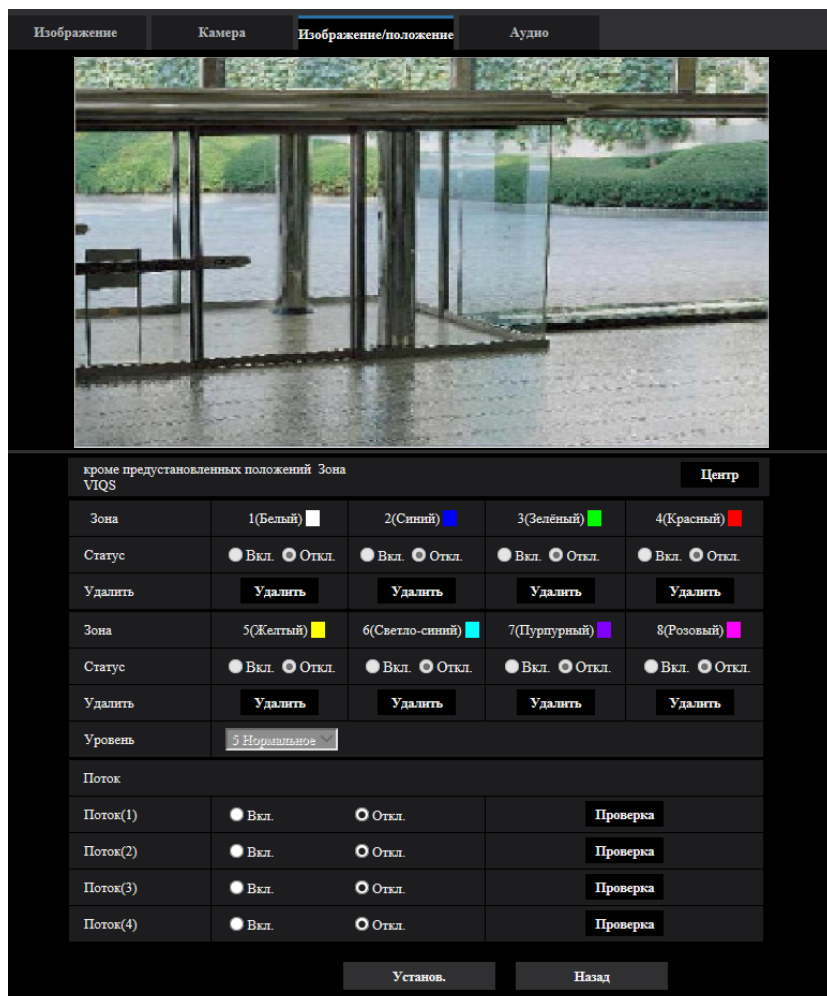 Изображение Камера Изображение/положение Аудио
кроме предустановленных положений Зона
VIQS
Центр
Зона 1(Белый) 2(Синий) 3(Зелёный) 4(Красный)
Статус Вкл. Откл. Вкл. Откл. Вкл. Откл. Вкл. Откл.
Удалить Удалить Удалить Удалить Удалить
Зона 5(Желтый) 6(Светло-синий) 7(Пурпурный) 8(Розовый)
Статус Вкл. Откл. Вкл. Откл. Вкл. Откл. Вкл. Откл.
Удалить Удалить Удалить Удалить Удалить
Уровень 5 Нормальное
Поток
Поток(1) Вкл. Откл. Проверка
Поток(2) Вкл. Откл. Проверка
Поток(3) Вкл. Откл. Проверка
Поток(4) Вкл. Откл. Проверка
Установ. Назад